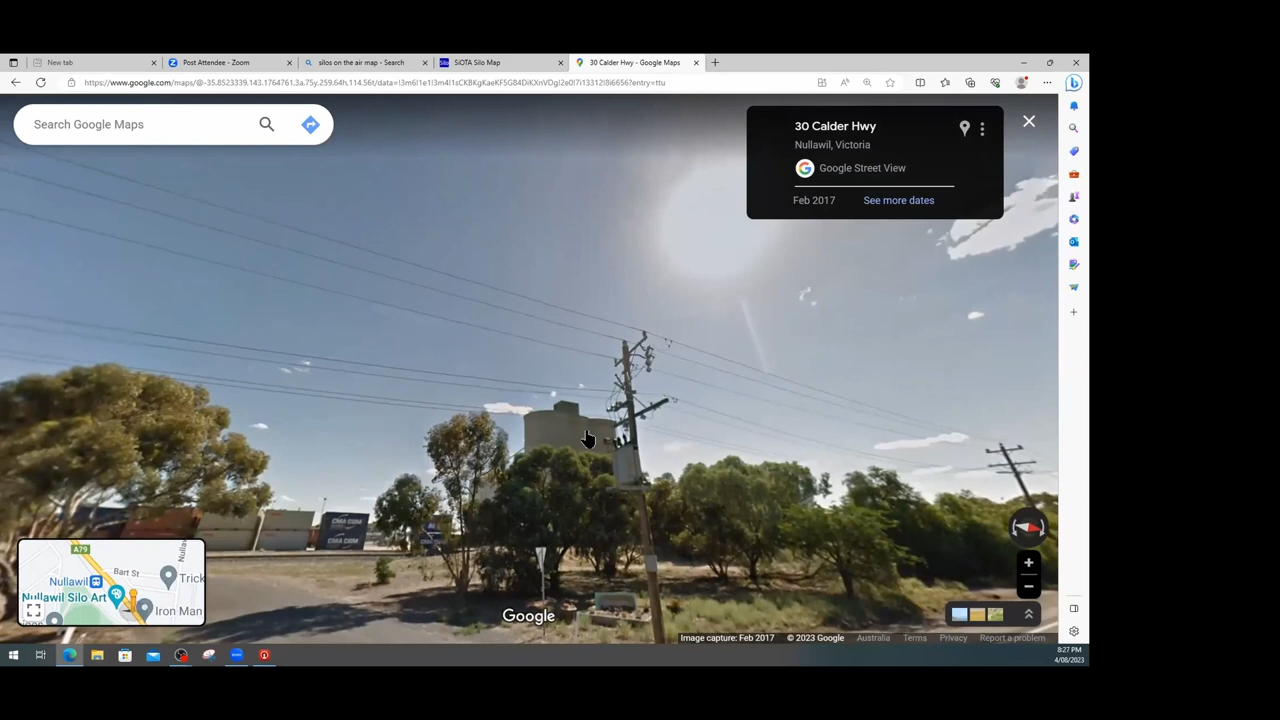 New tab
Post Attendee - Zoom
silos on the air map - Search
SiOTA Map
30 Calder Hwy - Google Maps
https://www.google.com/maps/@-35.8523339,143.1764761,3a,75y,259.64h,114.56t/data=!3m6!1e1!3m4!1sCKBKgKaeKF5G84DiKXnVDg!2e0!7i13312!8i6656?entry=ttu
Search Google Maps
30 Calder Hwy
Nullawil, Victoria
Google Street View
Feb 2017 See more dates
CMA CGM
A79
Bart St
Nullawil
Nullawil
Trick
Nullawil Silo Art
Iron Man
Google
Image capture: Feb 2017 © 2023 Google Australia Terms Privacy Report a problem
8:27 PM
4/08/2023